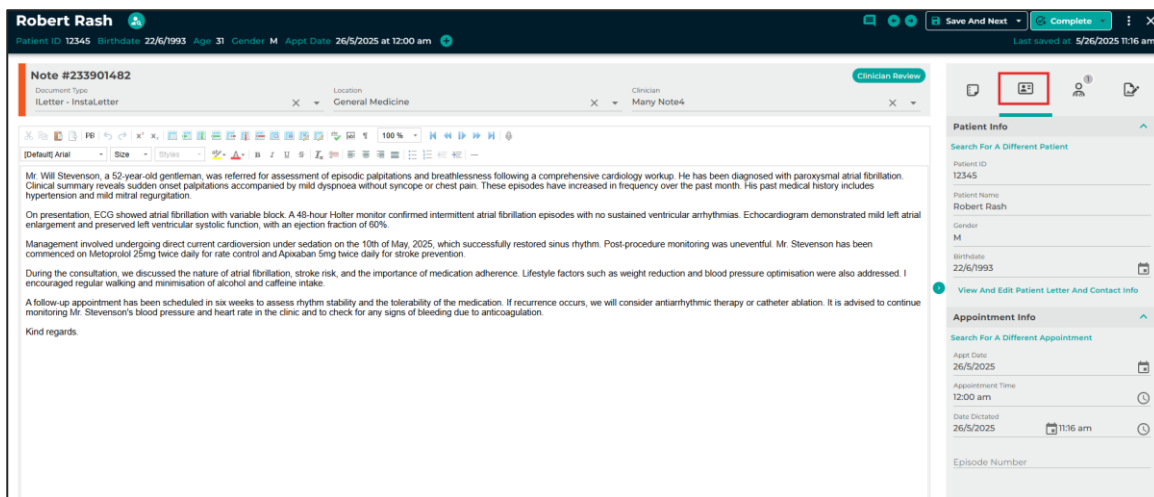 Robert Rash
Save And Next
Complete
Patient ID 12345 Birthdate 22/6/1993 Age 31 Gender M Appt Date 26/5/2025 at 12:00 am
Last saved at 5/26/2025 11:16 am
Note #233901482
Clinician Review
Document Type
ILetter - InstaLetter
Location
General Medicine
Clinician
Many Note4
PB
x² x₂
100 %
[Default] Arial
Size
Styles
A
B I U S
Mr. Will Stevenson, a 52-year-old gentleman, was referred for assessment of episodic palpitations and breathlessness following a comprehensive cardiology workup. He has been diagnosed with paroxysmal atrial fibrillation.
Clinical summary reveals sudden onset palpitations accompanied by mild dyspnoea without syncope or chest pain. These episodes have increased in frequency over the past month. His past medical history includes
hypertension and mild mitral regurgitation.
On presentation, ECG showed atrial fibrillation with variable block. A 48-hour Holter monitor confirmed intermittent atrial fibrillation episodes with no sustained ventricular arrhythmias. Echocardiogram demonstrated mild left atrial
enlargement and preserved left ventricular systolic function, with an ejection fraction of 60%.
Management involved undergoing direct current cardioversion under sedation on the 10th of May, 2025, which successfully restored sinus rhythm. Post-procedure monitoring was uneventful. Mr. Stevenson has been
commenced on Metoprolol 25mg twice daily for rate control and Apixaban 5mg twice daily for stroke prevention.
During the consultation, we discussed the nature of atrial fibrillation, stroke risk, and the importance of medication adherence. Lifestyle factors such as weight reduction and blood pressure optimisation were also addressed. I
encouraged regular walking and minimisation of alcohol and caffeine intake.
A follow-up appointment has been scheduled in six weeks to assess rhythm stability and the tolerability of the medication. If recurrence occurs, we will consider antiarrhythmic therapy or catheter ablation. It is advised to continue
monitoring Mr. Stevenson's blood pressure and heart rate in the clinic and to check for any signs of bleeding due to anticoagulation.
Kind regards.
1
Patient Info
Search For A Different Patient
Patient ID
12345
Patient Name
Robert Rash
Gender
M
Birthdate
22/6/1993
View And Edit Patient Letter And Contact Info
Appointment Info
Search For A Different Appointment
Appt Date
26/5/2025
Appointment Time
12:00 am
Date Dictated
26/5/2025 11:16 am
Episode Number